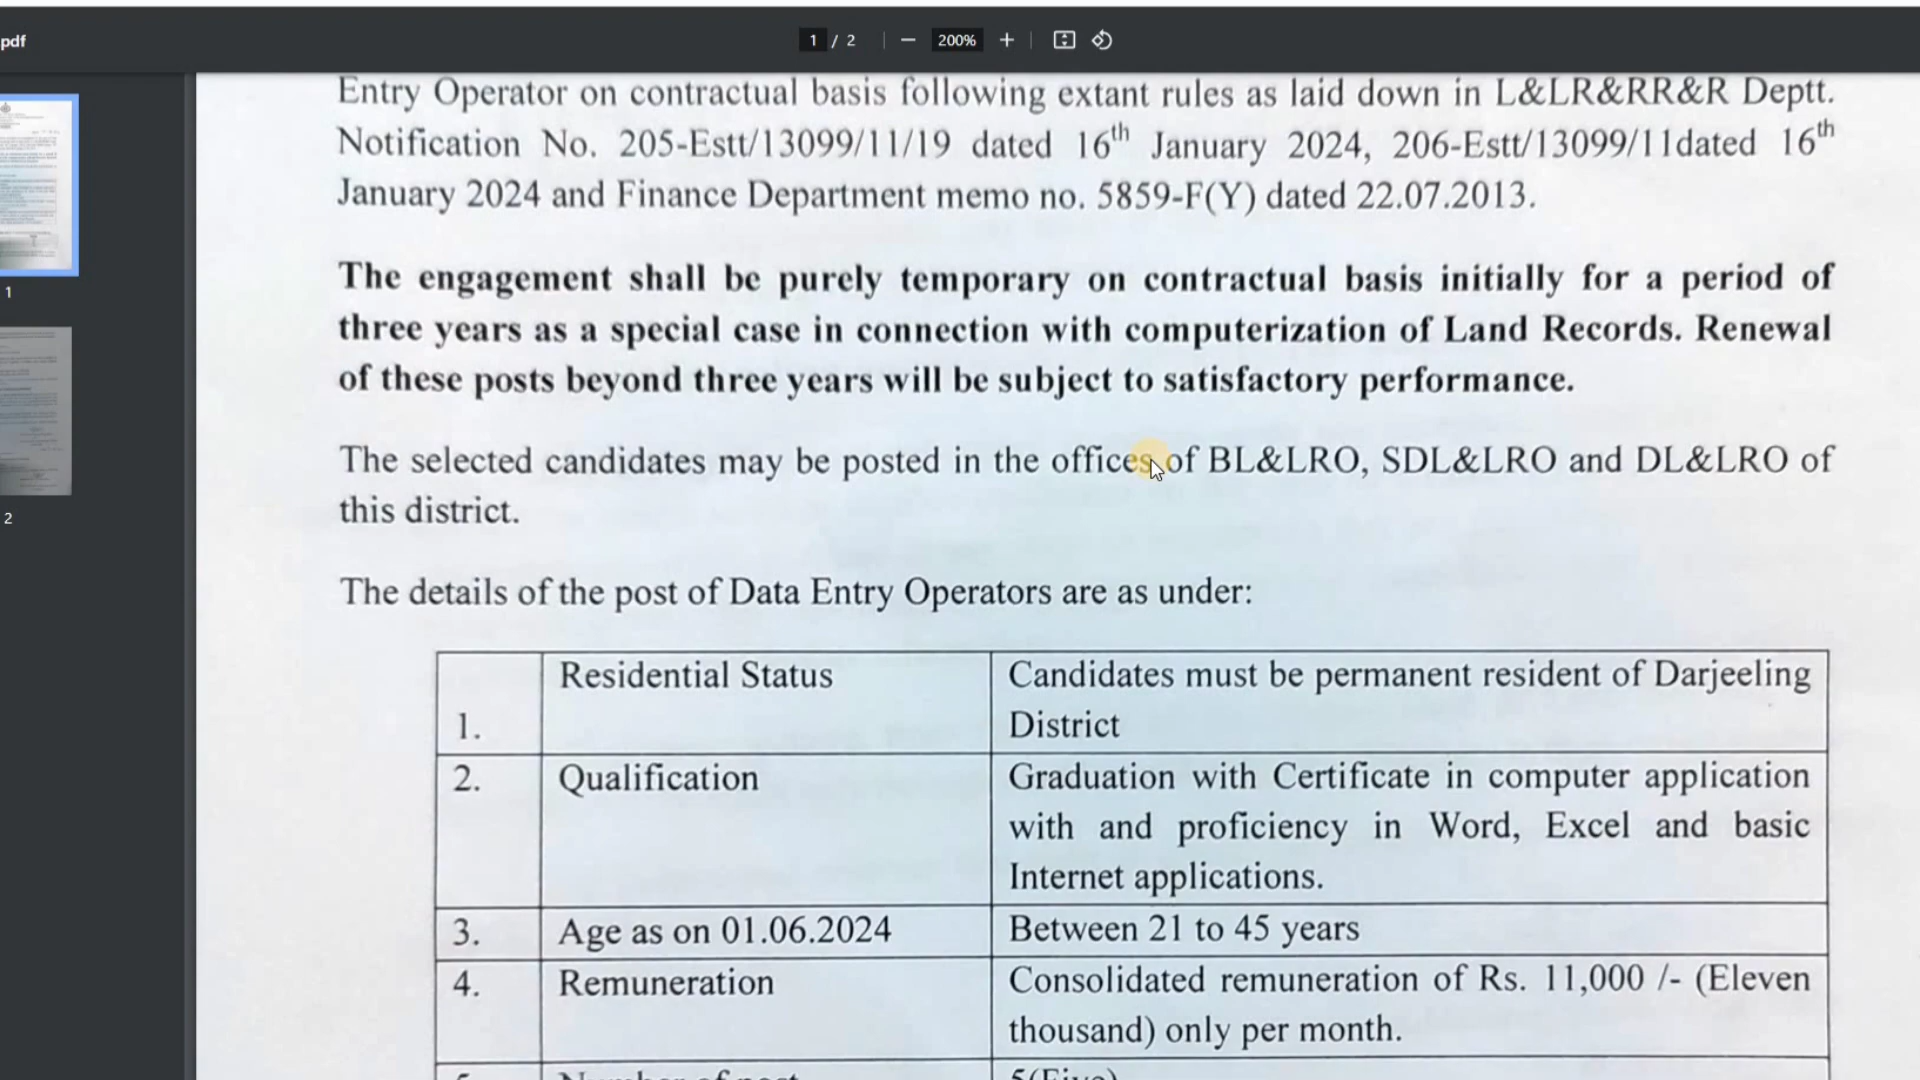 pdf
1 / 2
200%
Entry Operator on contractual basis following extant rules as laid down in L&LR&RR&R Deptt.
Notification No. 205-Estt/13099/11/19 dated 16th January 2024, 206-Estt/13099/11dated 16th
January 2024 and Finance Department memo no. 5859-F(Y) dated 22.07.2013.
The engagement shall be purely temporary on contractual basis initially for a period of
three years as a special case in connection with computerization of Land Records. Renewal
of these posts beyond three years will be subject to satisfactory performance.
The selected candidates may be posted in the offices of BL&LRO, SDL&LRO and DL&LRO of
this district.
The details of the post of Data Entry Operators are as under:
1. Residential Status Candidates must be permanent resident of Darjeeling
District
2. Qualification Graduation with Certificate in computer application
with and proficiency in Word, Excel and basic
Internet applications.
3. Age as on 01.06.2024 Between 21 to 45 years
4. Remuneration Consolidated remuneration of Rs. 11,000 /- (Eleven
thousand) only per month.
5. Number of post 5(Five)
1
2